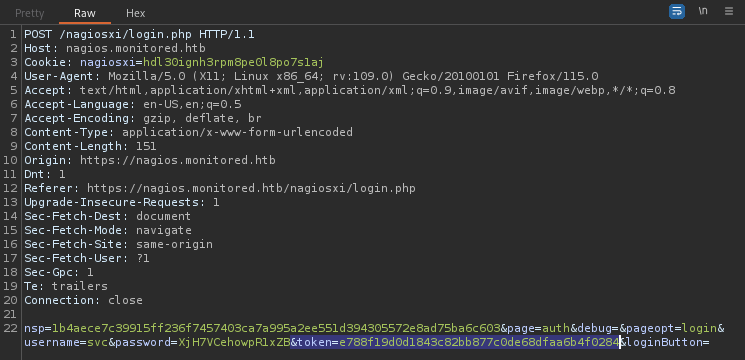 Pretty Raw Hex \n
1 POST /nagiosxi/login.php HTTP/1.1
2 Host: nagios.monitored.htb
3 Cookie: nagiosxi=hdl30ignh3rpm8pe0l8po7s1aj
4 User-Agent: Mozilla/5.0 (X11; Linux x86_64; rv:109.0) Gecko/20100101 Firefox/115.0
5 Accept: text/html,application/xhtml+xml,application/xml;q=0.9,image/avif,image/webp,*/*;q=0.8
6 Accept-Language: en-US,en;q=0.5
7 Accept-Encoding: gzip, deflate, br
8 Content-Type: application/x-www-form-urlencoded
9 Content-Length: 151
10 Origin: https://nagios.monitored.htb
11 Dnt: 1
12 Referer: https://nagios.monitored.htb/nagiosxi/login.php
13 Upgrade-Insecure-Requests: 1
14 Sec-Fetch-Dest: document
15 Sec-Fetch-Mode: navigate
16 Sec-Fetch-Site: same-origin
17 Sec-Fetch-User: ?1
18 Sec-Gpc: 1
19 Te: trailers
20 Connection: close
21
22 nsp=1b4aece7c39915ff236f7457403ca7a995a2ee551d394305572e8ad75ba6c603&page=auth&debug=&pageopt=login&
username=svc&password=XjH7VCehowpR1xZB&token=e788f19d0d1843c82bb877c0de68dfaa6b4f0284&loginButton=